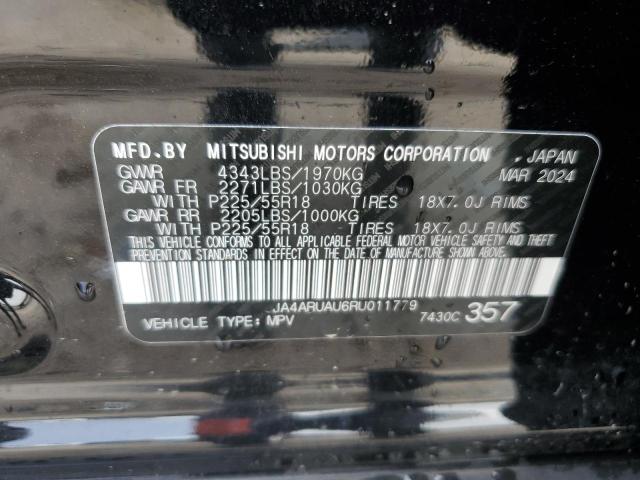 MFD.BY MITSUBISHI MOTORS CORPORATION , JAPAN
GVWR 4343LBS/1970KG MAR 2024
GAWR FR 2271LBS/1030KG
WITH P225/55R18 TIRES 18X7.0J RIMS
GAWR RR 2205LBS/1000KG
WITH P225/55R18 TIRES 18X7.0J RIMS
THIS VEHICLE CONFORMS TO ALL APPLICABLE FEDERAL MOTOR VEHICLE SAFETY AND THEFT
PREVENTION STANDARDS IN EFFECT ON THE DATE OF MANUFACTURE SHOWN ABOVE.
JA4ARUAU6RU011779
VEHICLE TYPE: MPV 7430C 357